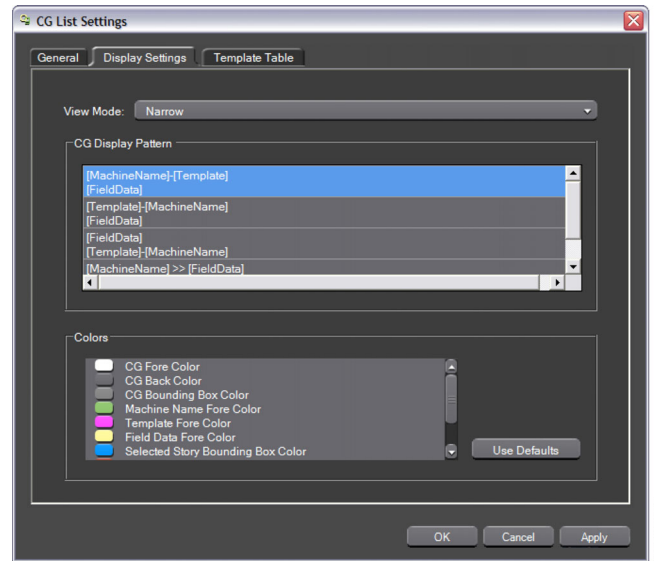 CG List Settings
General
Display Settings
Template Table
View Mode:
Narrow
CG Display Pattern
[MachineName]-[Template]
[FieldData]
[Template]-[MachineName]
[FieldData]
[FieldData]
[Template]-[MachineName]
[MachineName] >> [FieldData]
Colors
CG Fore Color
CG Back Color
CG Bounding Box Color
Machine Name Fore Color
Template Fore Color
Field Data Fore Color
Selected Story Bounding Box Color
Use Defaults
OK
Cancel
Apply